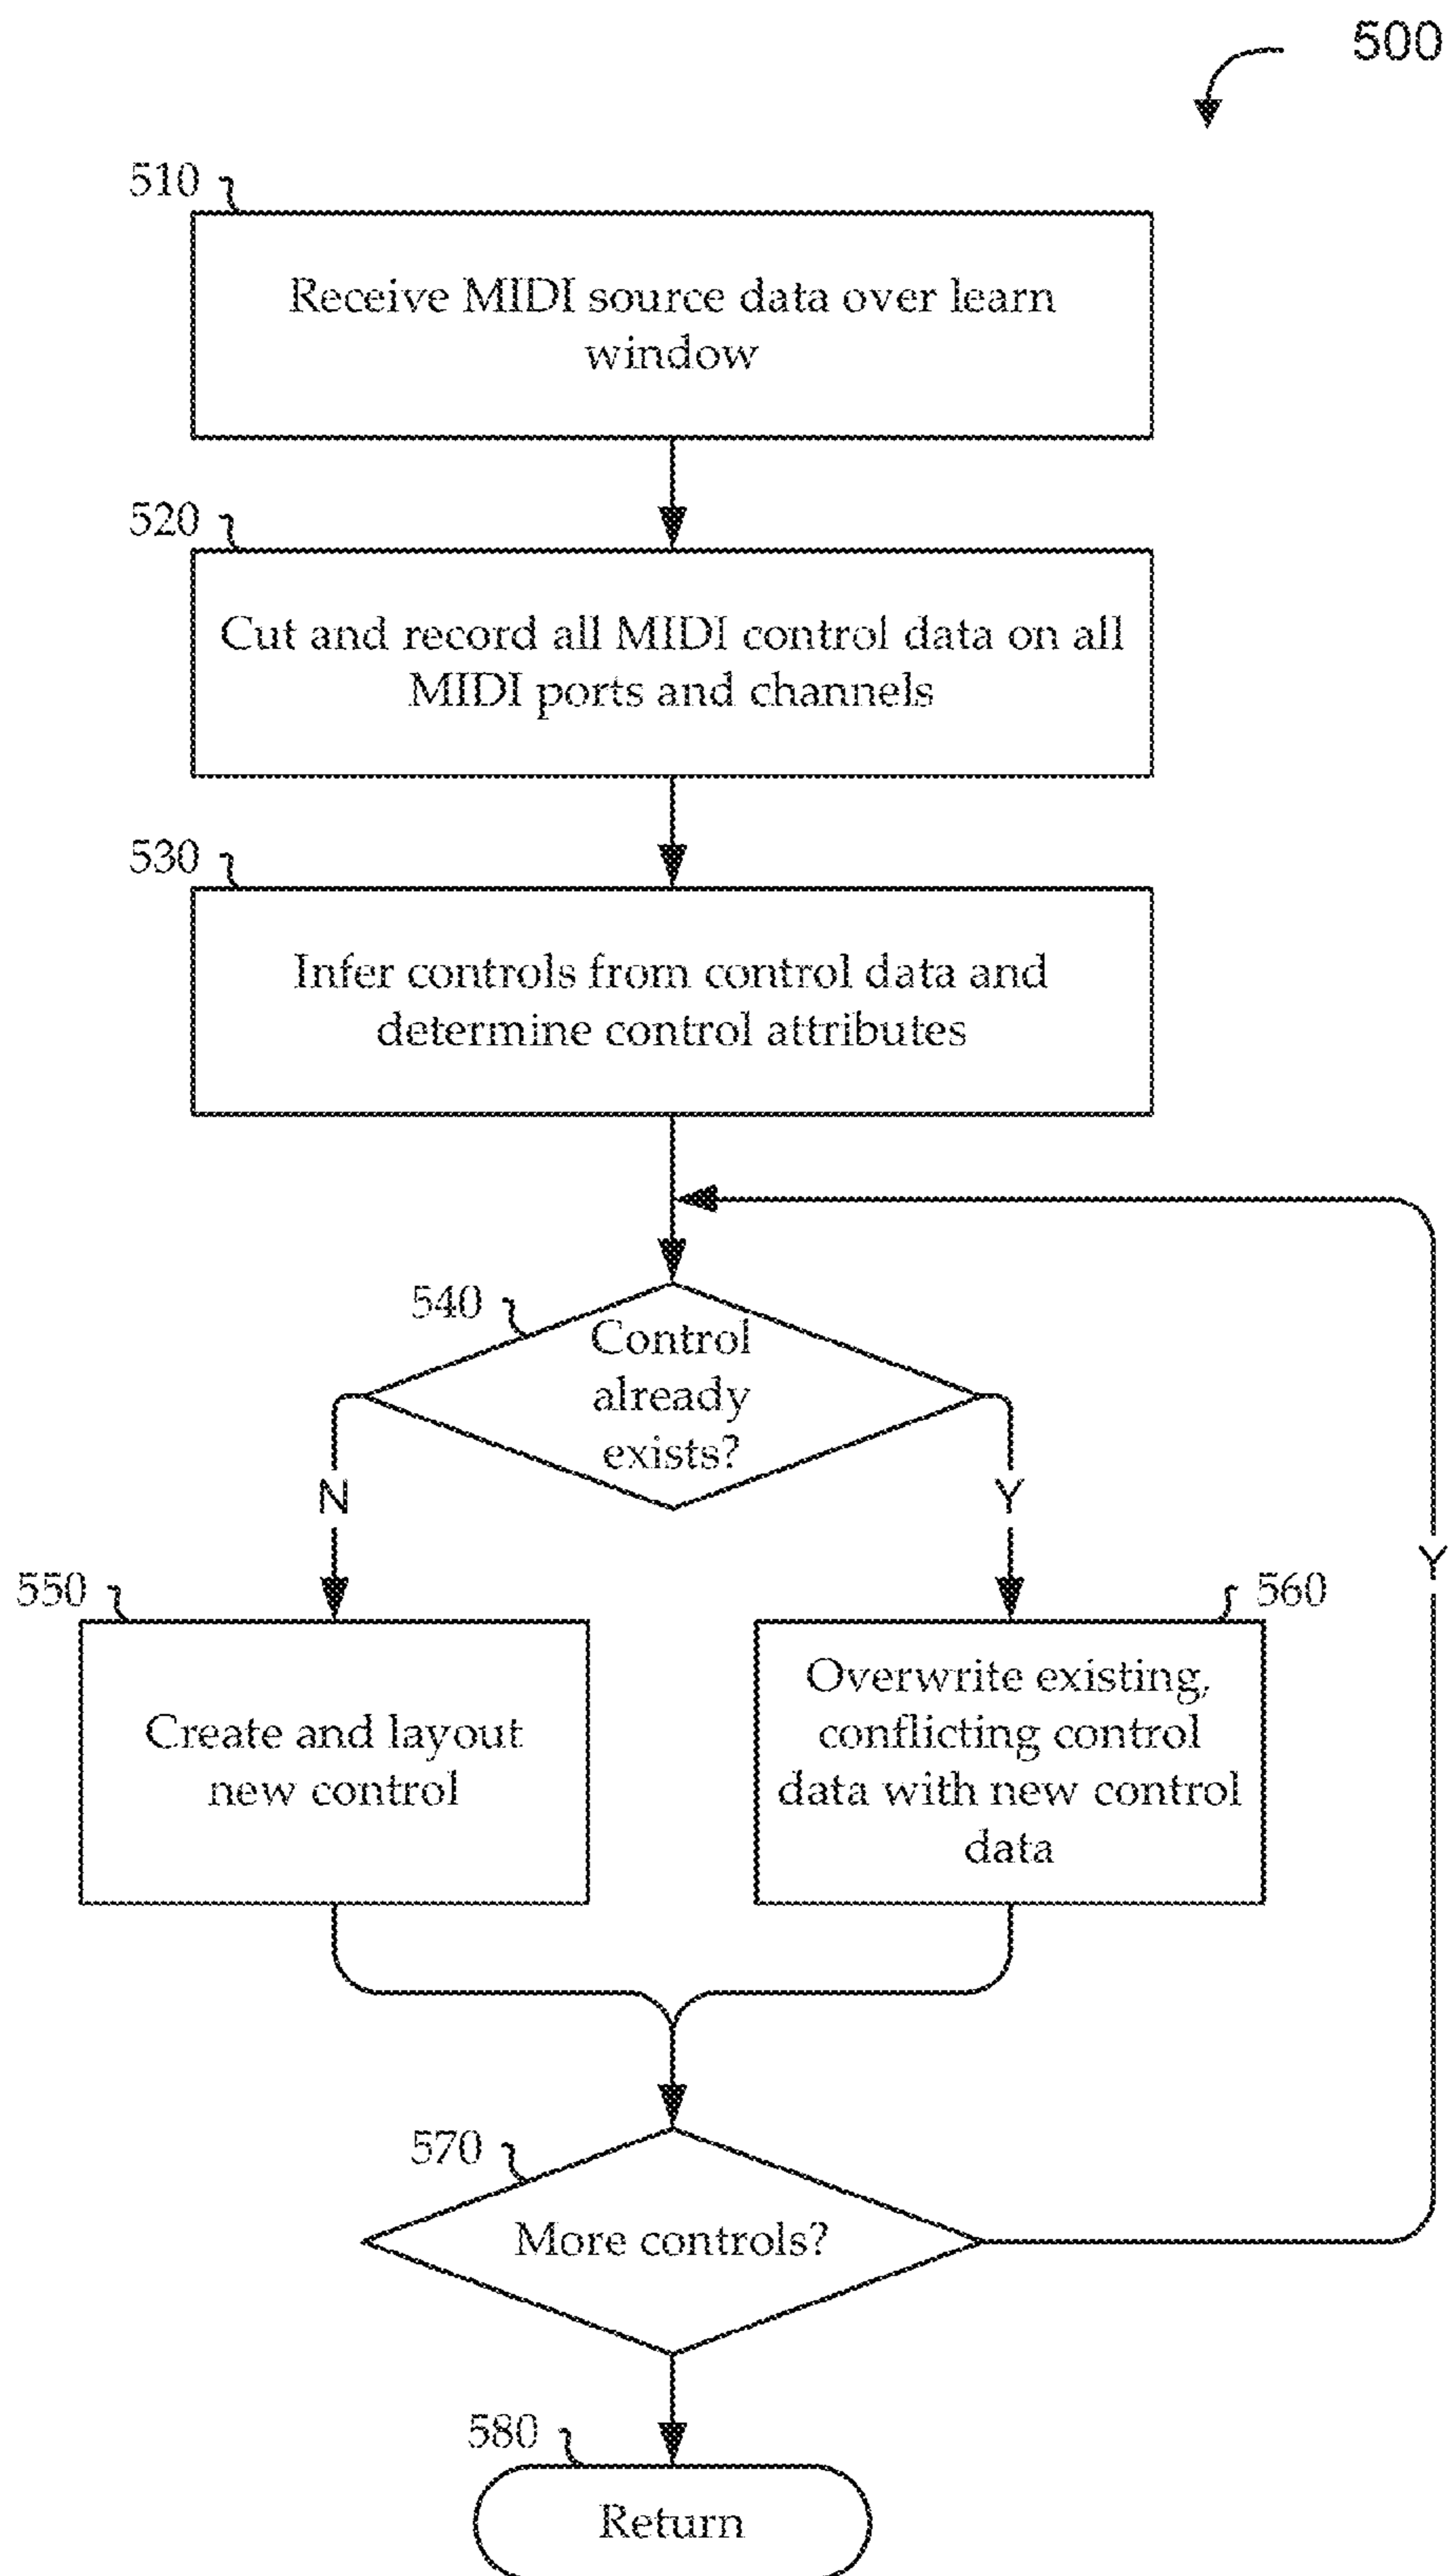 500
510
Receive MIDI source data over learn
window
520
Cut and record all MIDI control data on all
MIDI ports and channels
530
Infer controls from control data and
determine control attributes
540
Control
already
exists?
N
Y
550
Create and layout
new control
560
Overwrite existing,
conflicting control
data with new control
data
Y
570
More controls?
580
Return